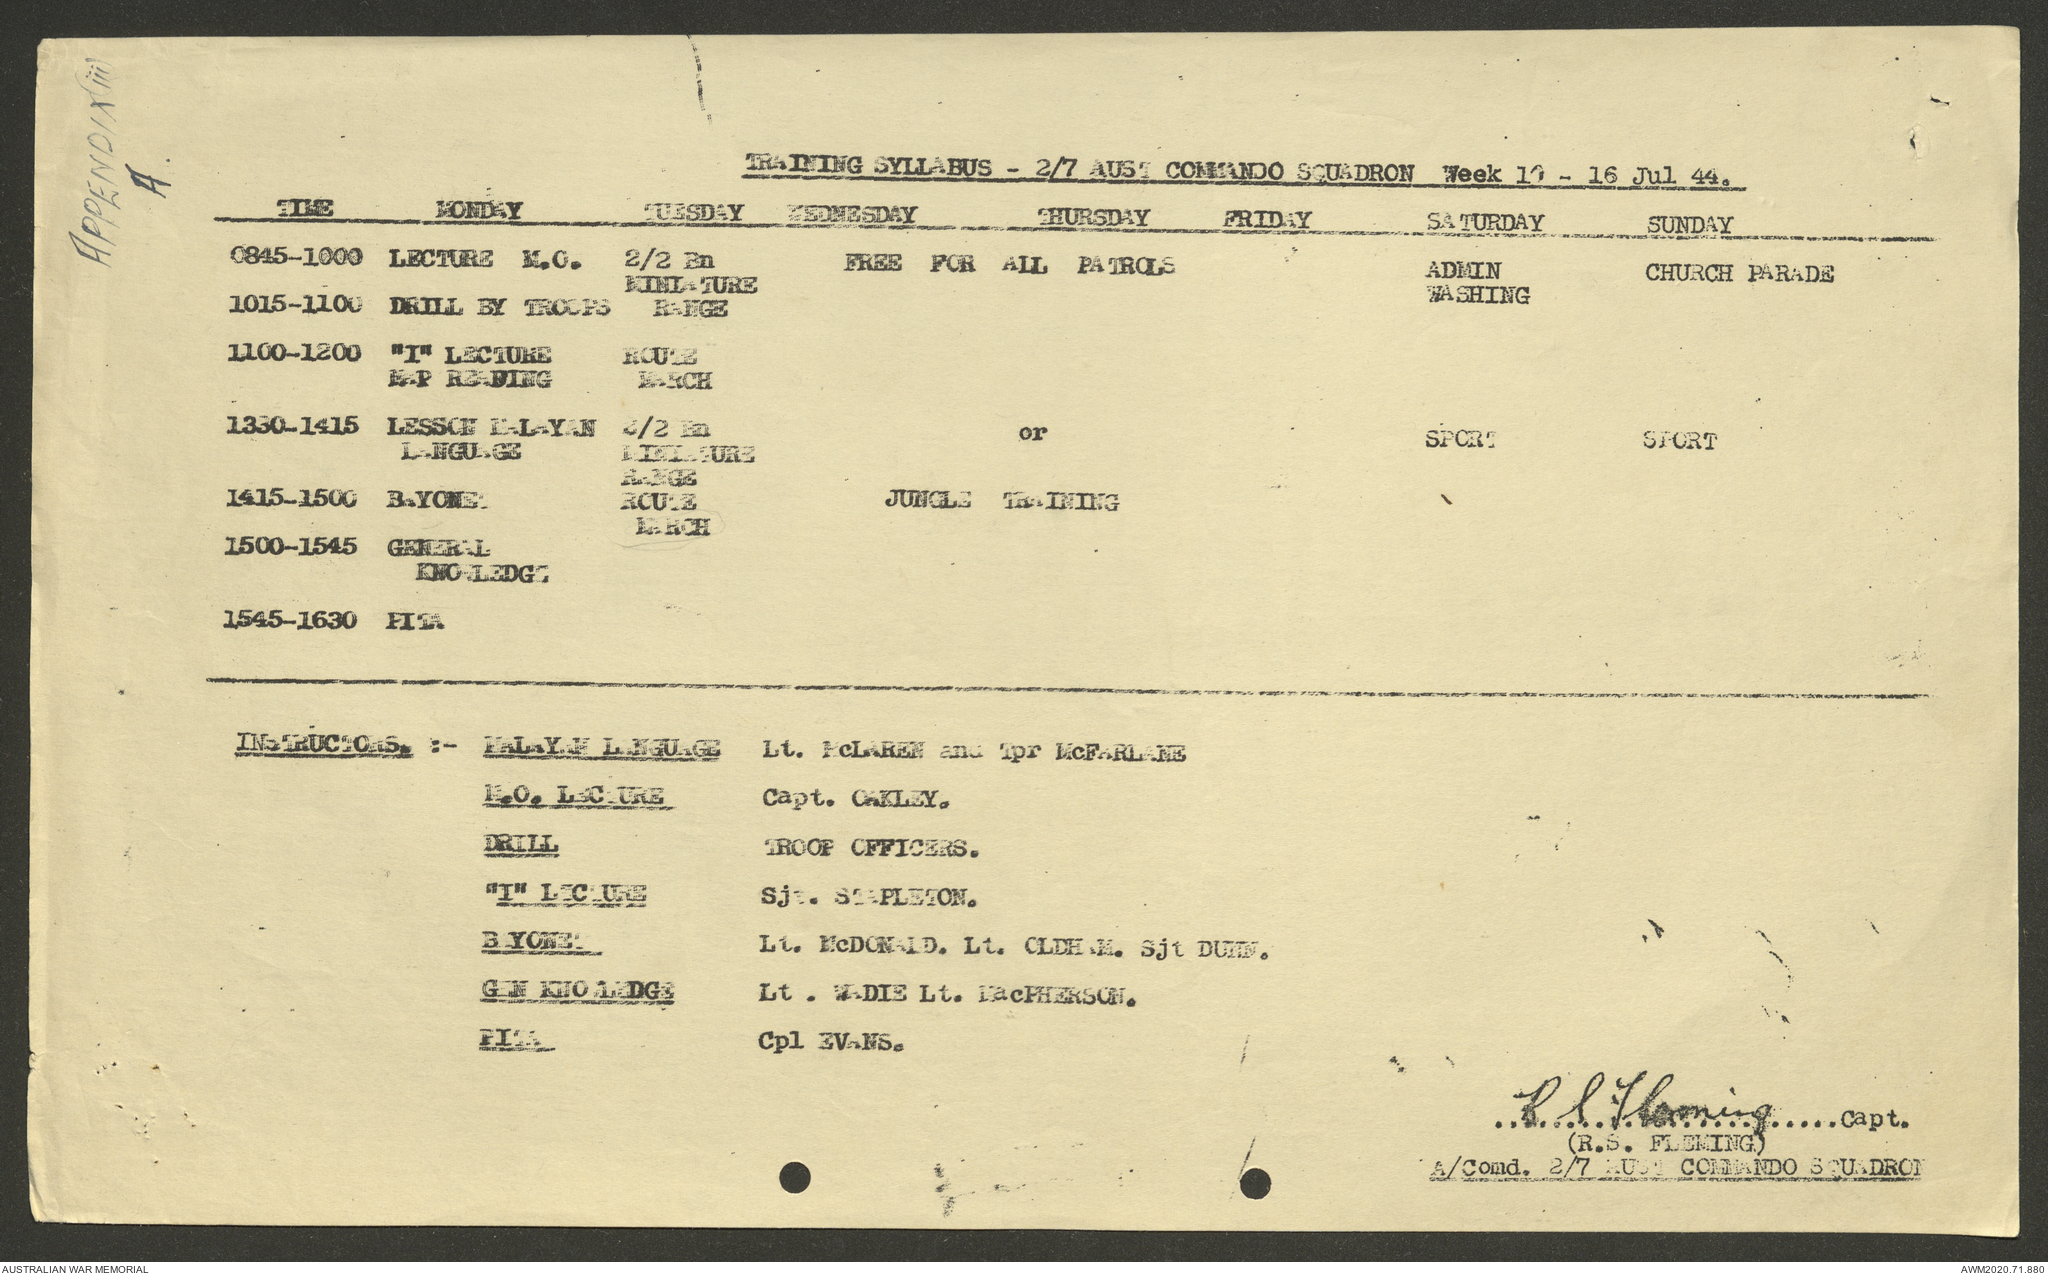 APPENDIX (iii)
A
TRAINING SYLLABUS - 2/7 AUST COMMANDO SQUADRON Week 10 - 16 Jul 44.
TIME MONDAY TUESDAY WEDNESDAY THURSDAY FRIDAY SATURDAY SUNDAY
0845-1000 LECTURE M.O. 2/2 Bn FREE FOR ALL PATROLS ADMIN CHURCH PARADE
MINIATURE WASHING
1015-1100 DRILL BY TROOPS RANGE
1100-1200 "I" LECTURE ROUTE
MAP READING MARCH
1330-1415 LESSON MALAYAN 2/2 Bn or SPORT SPORT
LANGUAGE MINIATURE
RANGE
1415-1500 BAYONET ROUTE JUNGLE TRAINING
MARCH
1500-1545 GENERAL
KNOWLEDGE
1545-1630 PITA
INSTRUCTORS. :- MALAYAN LANGUAGE Lt. McLAREN and Tpr McFARLANE
M.O. LECTURE Capt. OAKLEY.
DRILL TROOP OFFICERS.
"I" LECTURE Sjt. STAPLETON.
BAYONET Lt. McDONALD. Lt. OLDHAM. Sjt DUNN.
GEN KNOWLEDGE Lt . WADIE Lt. MacPHERSON.
PITA Cpl EVANS.
R S Fleming Capt.
(R.S. FLEMING)
A/Comd. 2/7 AUST COMMANDO SQUADRON
AUSTRALIAN WAR MEMORIAL AWM2020.71.880